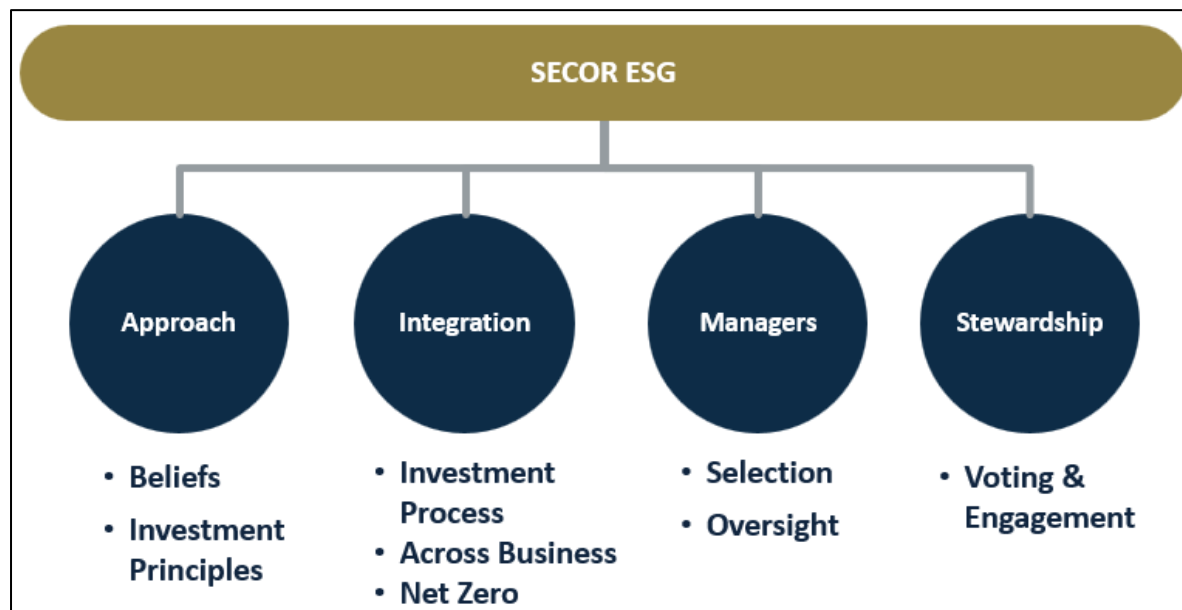 SECOR ESG
Approach
Integration
Managers
Stewardship
• Beliefs
• Investment
Principles
• Investment
Process
• Across Business
• Net Zero
• Selection
• Oversight
• Voting &
Engagement